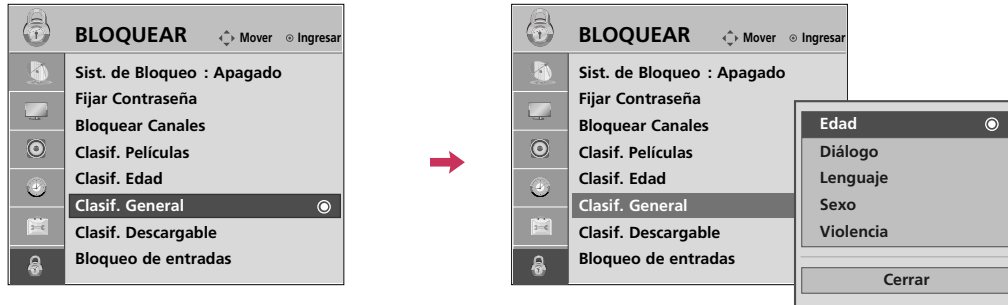 BLOQUEAR Mover Ingresar
Sist. de Bloqueo : Apagado
Fijar Contraseña
Bloquear Canales
Clasif. Películas
Clasif. Edad
Clasif. General
Clasif. Descargable
Bloqueo de entradas
BLOQUEAR Mover Ingresar
Sist. de Bloqueo : Apagado
Fijar Contraseña
Bloquear Canales
Clasif. Películas
Clasif. Edad
Clasif. General
Clasif. Descargable
Bloqueo de entradas
Edad
Diálogo
Lenguaje
Sexo
Violencia
Cerrar